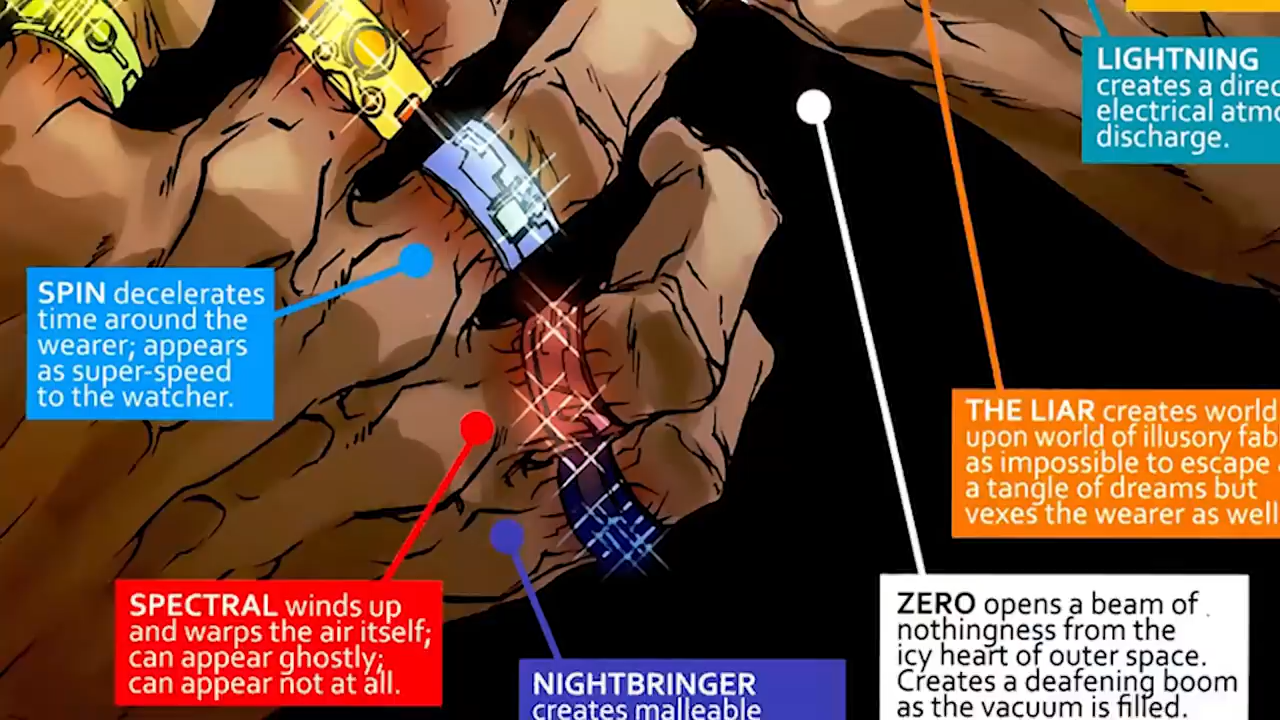 LIGHTNING
creates a
electrical
discharge.
SPIN decelerates
time around the
wearer; appears
as super-speed
to the watcher.
THE LIAR creates world
upon world of illusory
as impossible to escape
a tangle of dreams but
vexes the wearer as well
SPECTRAL winds up
and warps the air itself;
can appear ghostly;
can appear not at all.
ZERO opens a beam of
nothingness from the
icy heart of outer space.
Creates a deafening boom
as the vacuum is filled.
NIGHTBRINGER
creates malleable